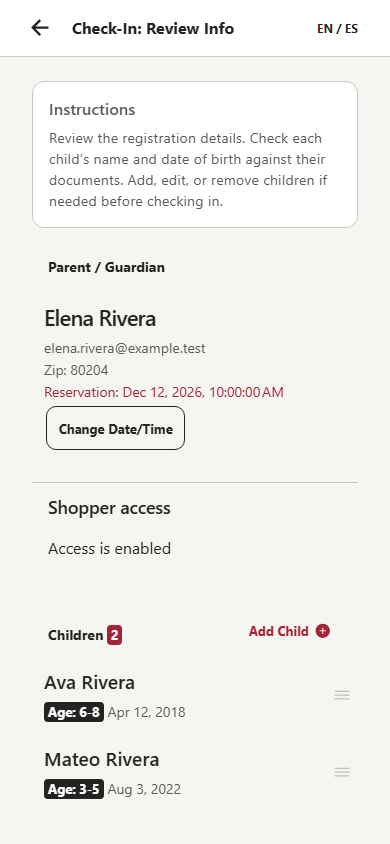 Check-In: Review Info
EN / ES
Instructions
Review the registration details. Check each
child's name and date of birth against their
documents. Add, edit, or remove children if
needed before checking in.
Parent / Guardian
Elena Rivera
elena.rivera@example.test
Zip: 80204
Reservation: Dec 12, 2026, 10:00:00 AM
Change Date/Time
Shopper access
Access is enabled
Children 2
Add Child
Ava Rivera
Age: 6-8 Apr 12, 2018
Mateo Rivera
Age: 3-5 Aug 3, 2022